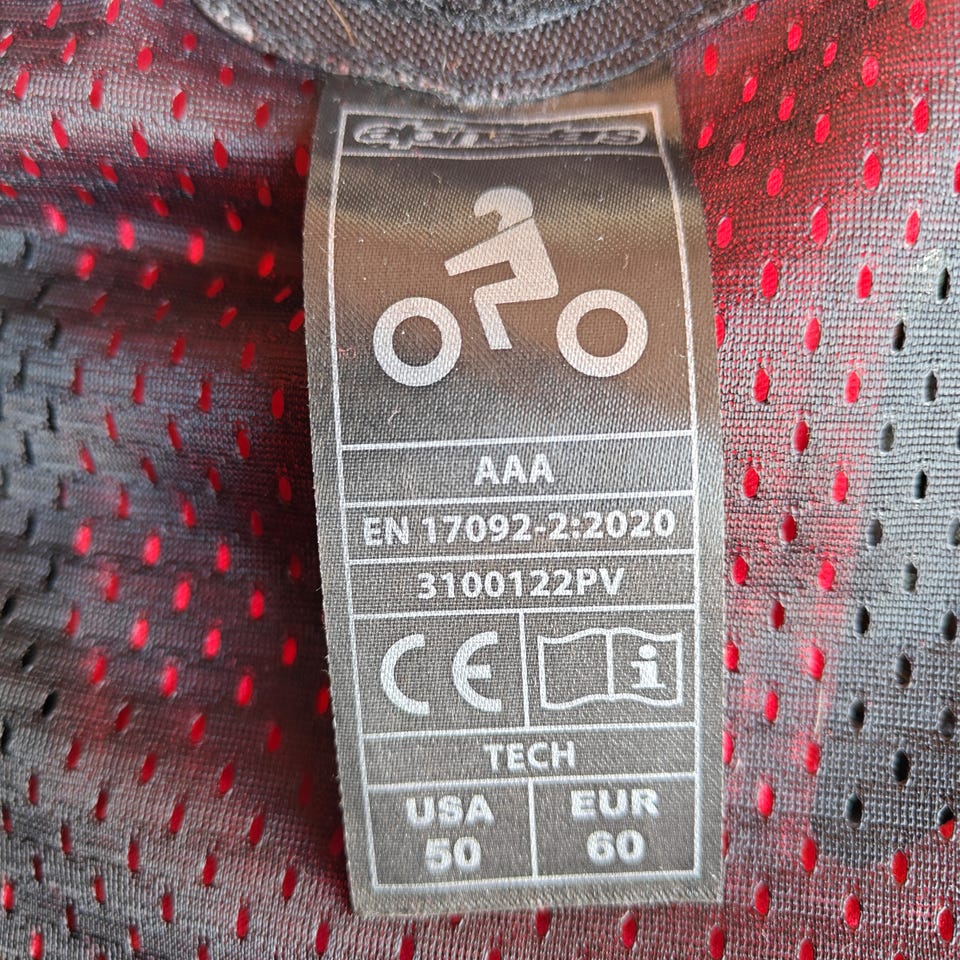 alpinestars
AAA
EN 17092-2:2020
3100122PV
CE
i
TECH
USA EUR
50 60